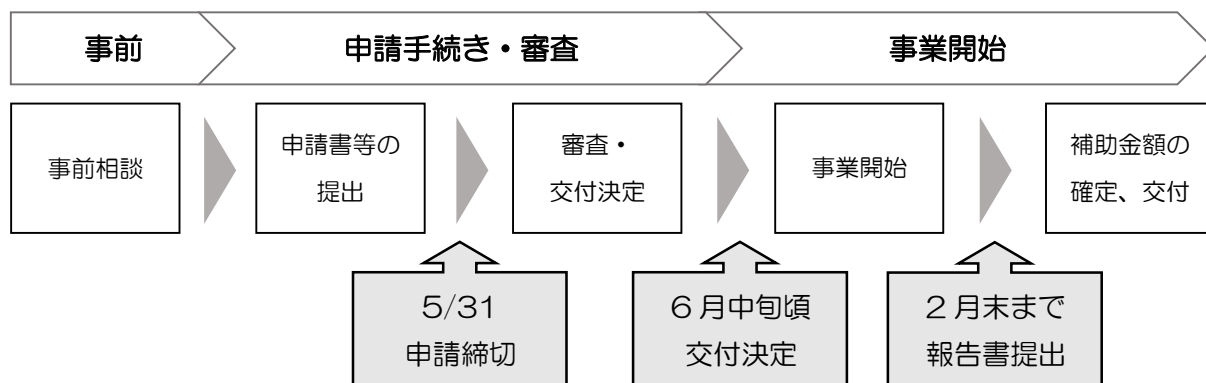 事前
申請手続き・審査
事業開始
事前相談
申請書等の
提出
審査・
交付決定
事業開始
補助金額の
確定、交付
5/31
申請締切
6月中旬頃
交付決定
2月末まで
報告書提出